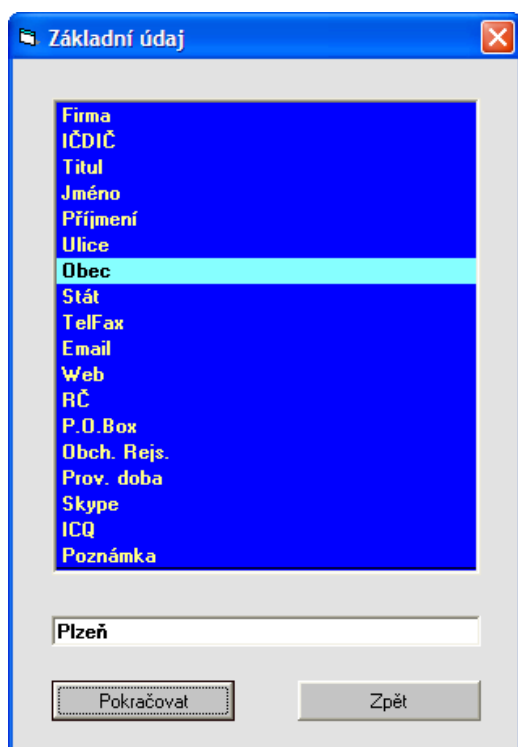 Základní údaj
Firma
IČDIČ
Titul
Jméno
Příjmení
Ulice
Obec
Stát
TelFax
Email
Web
RČ
P.O.Box
Obch. Rejs.
Prov. doba
Skype
ICQ
Poznámka
Plzeň
Pokračovat Zpět